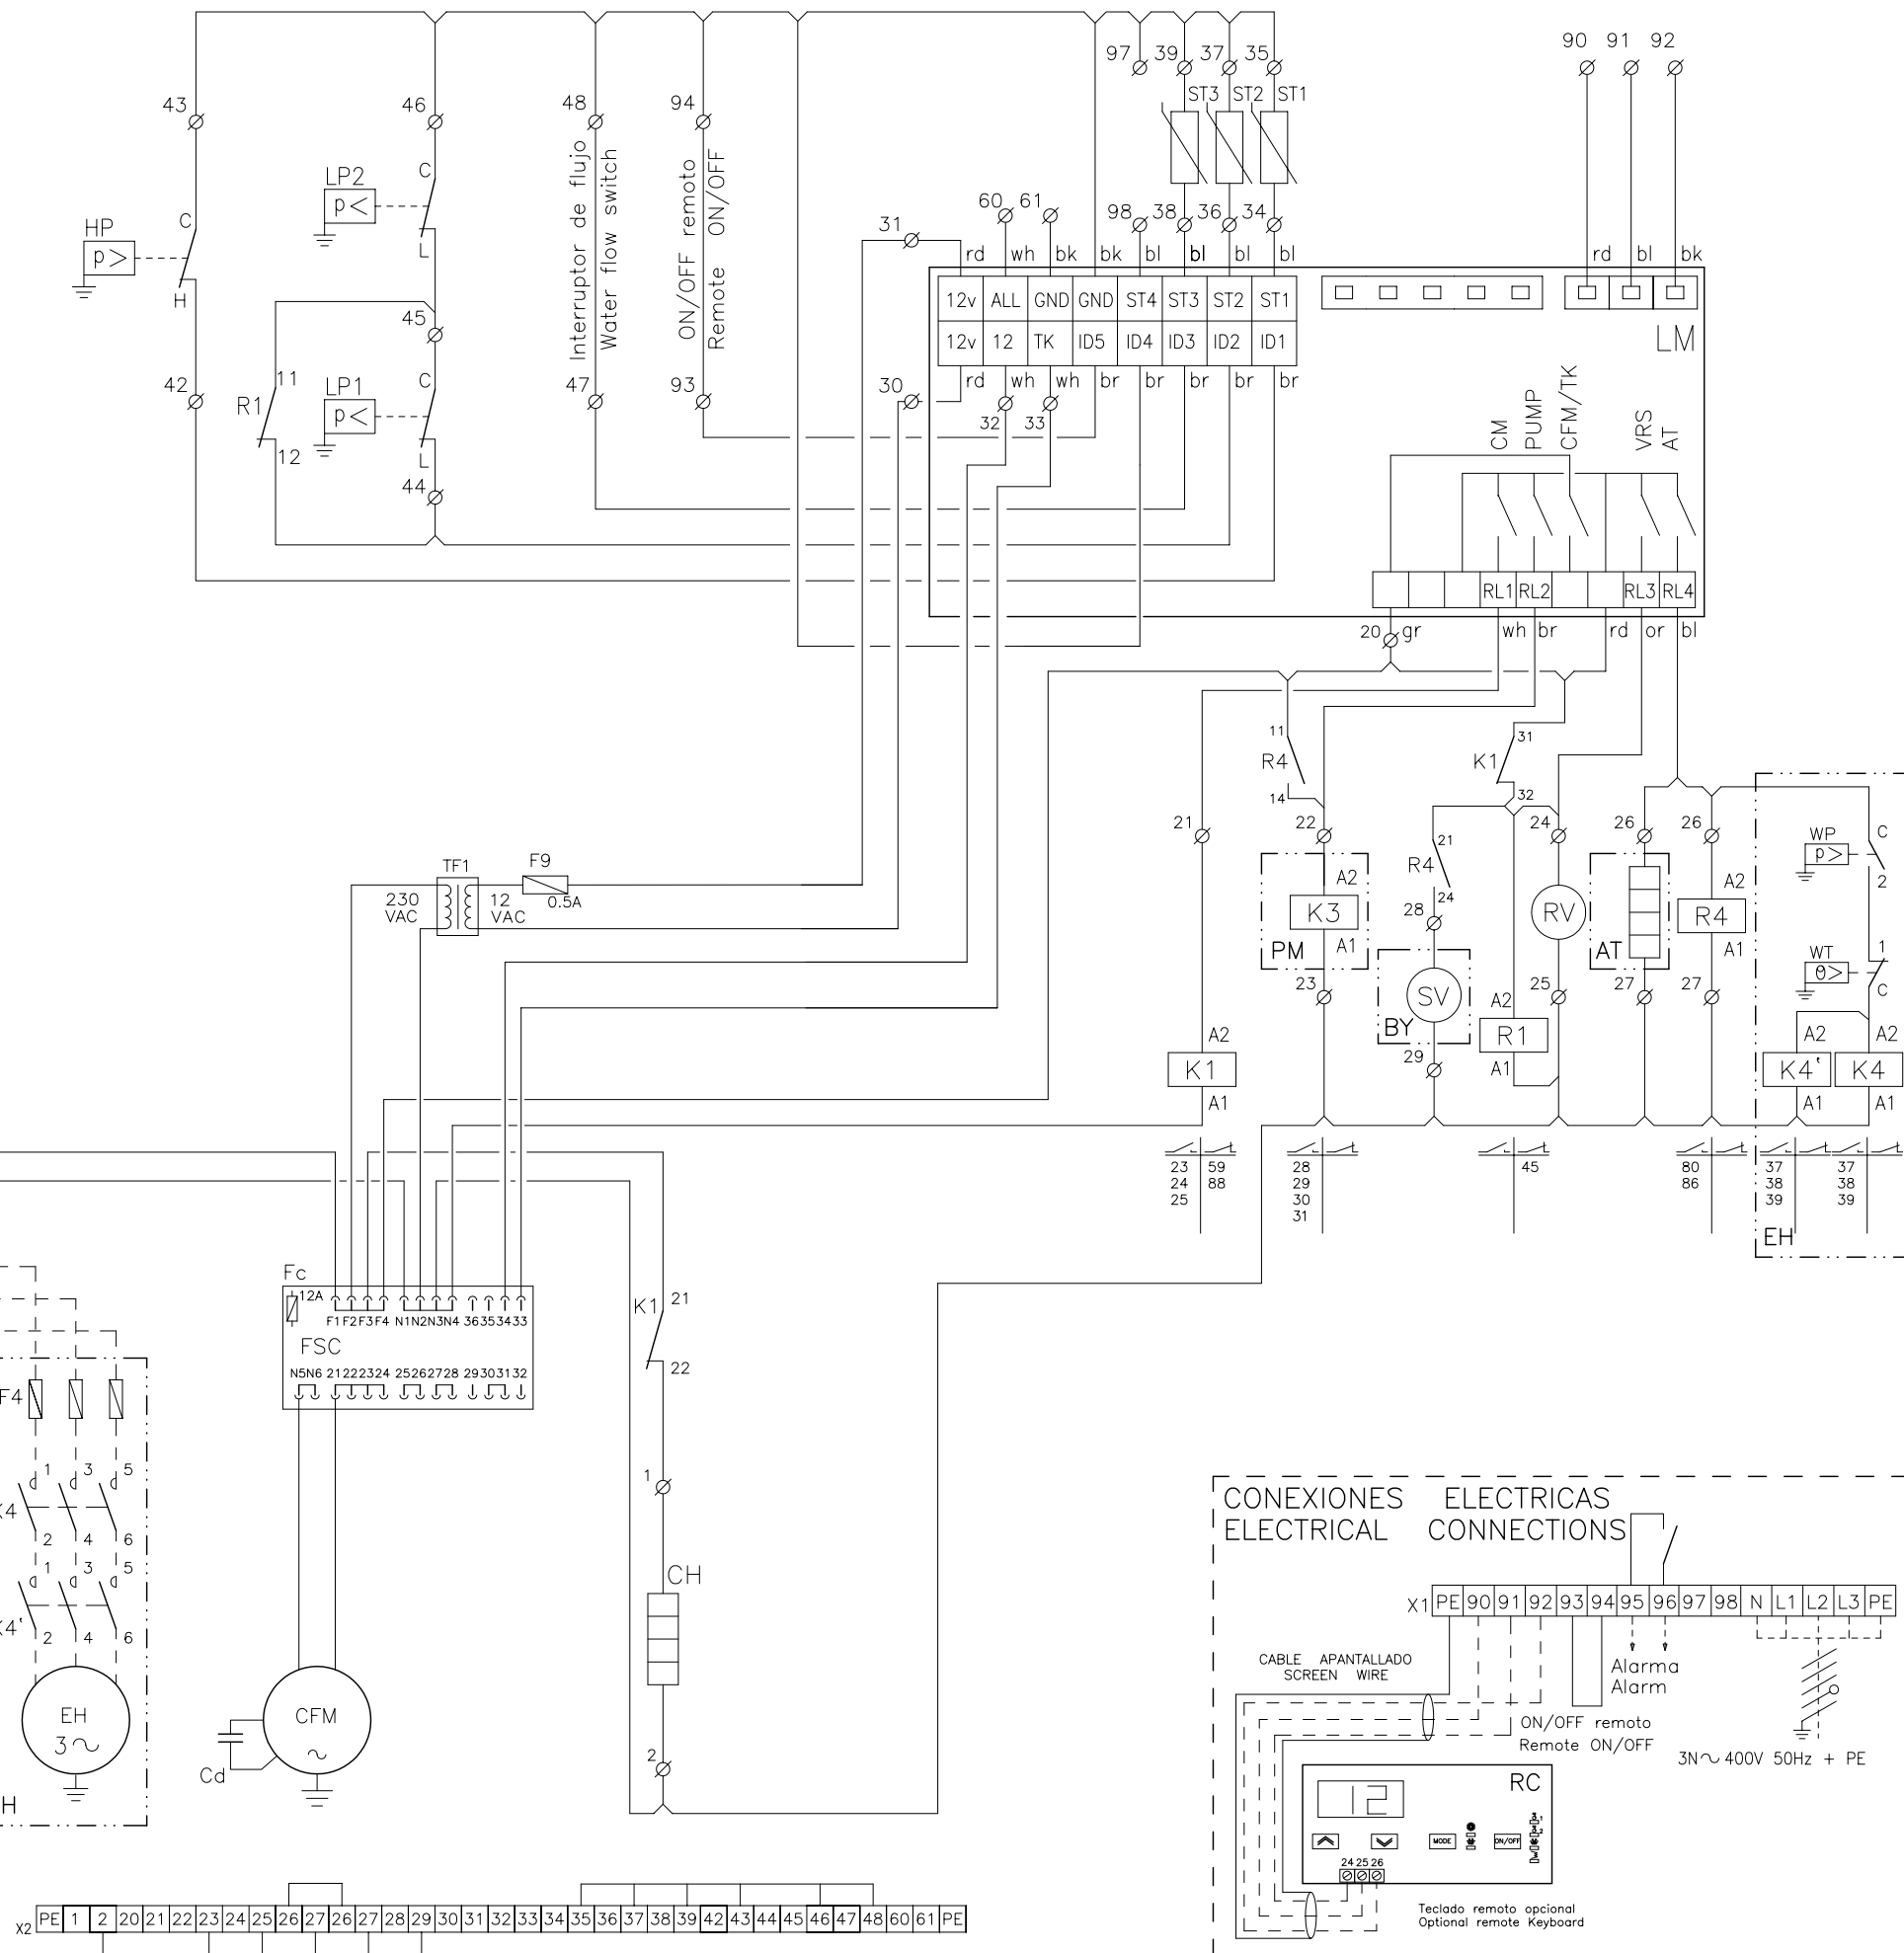 90 91 92
97 39 37 35
ST3 ST2 ST1
43 46 48 94
LP2 C
p<
HP C
p>
L
H
Interruptor de flujo
Water flow switch
ON/OFF remoto
Remote ON/OFF
60 61 98 38 36 34
31
rd wh bk bk bl bl bl bl
rd bl bk
12v ALL GND GND ST4 ST3 ST2 ST1
12v 12 TK ID5 ID4 ID3 ID2 ID1
LM
45
42
R1 11
12
LP1 C
p<
L
44
47 93 30
rd wh wh br br br br br
32 33
CM
PUMP
CFM/TK
VRS
AT
RL1 RL2 RL3 RL4
20 gr wh br rd or bl
11
R4
14
K1 31
32
21 22 24 26 26
R4 21
24
28
WP C
p>
2
TF1 F9
230
VAC
12
VAC
0.5A
A2
K3
A1
PM
RV
AT
A2
R4
A1
WT 1
θ>
C
23 SV 25 27 27
BY
29
A2
R1
A1
A2
K1
A1
A2 A2
K4' K4
A1 A1
23 59
24 88
25
28
29
30
31
45
80
86
37
38
39
37
38
39
EH
Fc
12A
F1 F2 F3 F4 N1 N2 N3 N4 36 35 34 33
FSC
N5 N6 21 22 23 24 25 26 27 28 29 30 31 32
K1 21
22
F4
1 3 5
K4
2 4 6
1 3 5
K4'
2 4 6
EH
3∿
H
CFM
∿
Cd
1
CH
2
CONEXIONES ELECTRICAS
ELECTRICAL CONNECTIONS
X1 PE 90 91 92 93 94 95 96 97 98 N L1 L2 L3 PE
CABLE APANTALLADO
SCREEN WIRE
Alarma
Alarm
ON/OFF remoto
Remote ON/OFF
3N∿400V 50Hz + PE
RC
12
MODE ON/OFF
24 25 26
Teclado remoto opcional
Optional remote Keyboard
X2 PE 1 2 20 21 22 23 24 25 26 27 26 27 28 29 30 31 32 33 34 35 36 37 38 39 42 43 44 45 46 47 48 60 61 PE